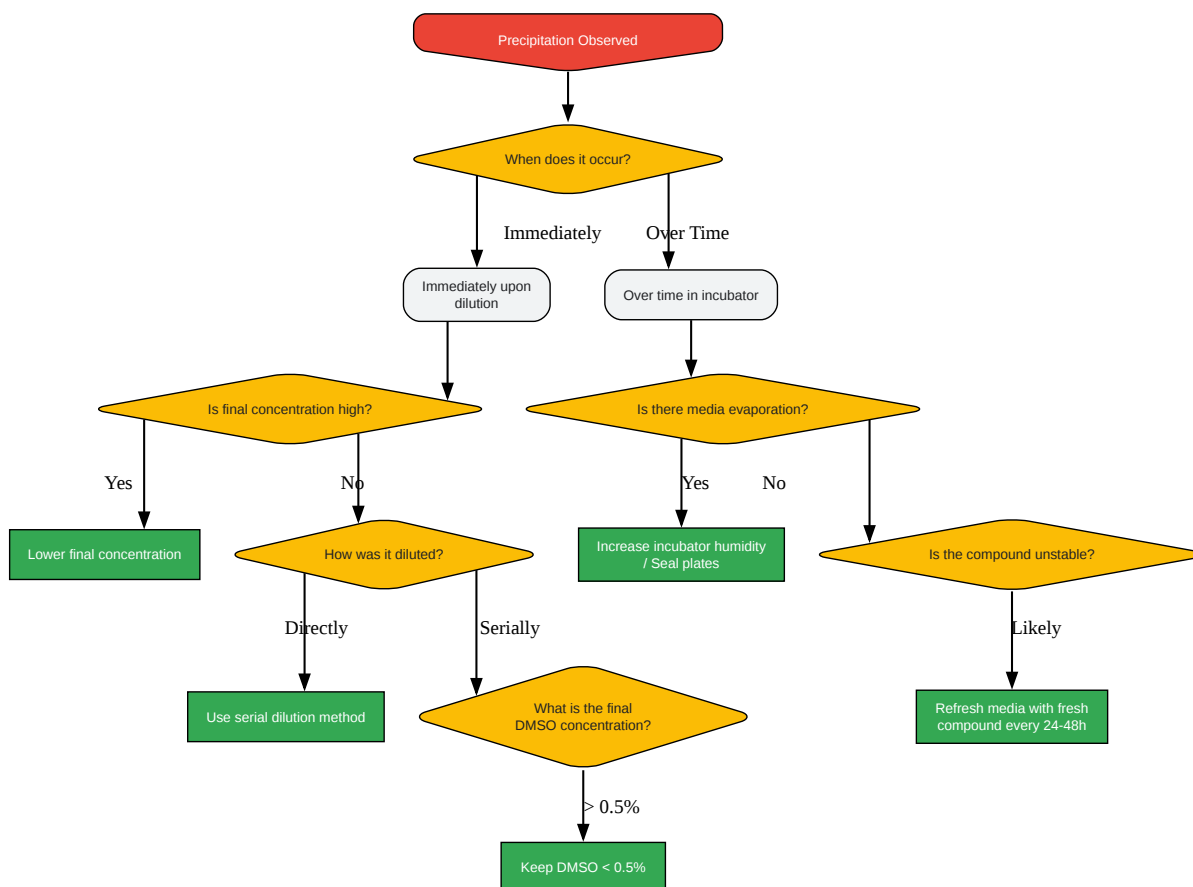 Precipitation Observed
When does it occur?
Immediately
Over Time
Immediately upon
dilution
Over time in incubator
Is final concentration high?
Is there media evaporation?
Yes
No
Yes
No
Lower final concentration
How was it diluted?
Increase incubator humidity
/ Seal plates
Is the compound unstable?
Directly
Serially
Likely
Use serial dilution method
What is the final
DMSO concentration?
Refresh media with fresh
compound every 24-48h
> 0.5%
Keep DMSO < 0.5%